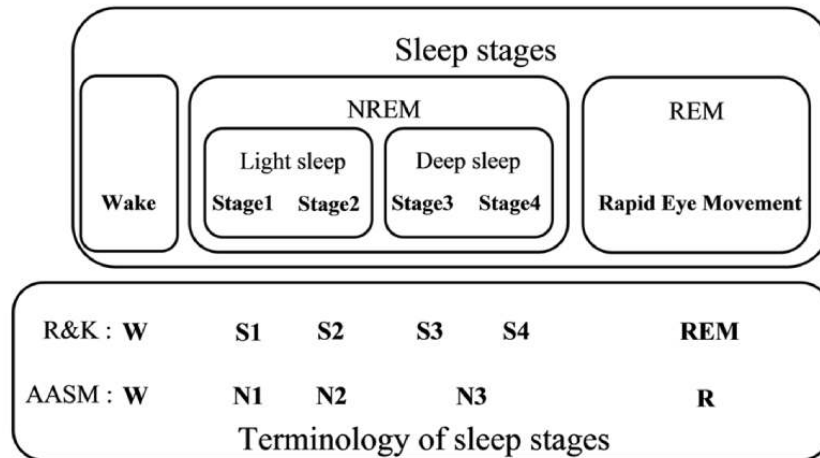 Sleep stages
NREM
REM
Light sleep
Deep sleep
Wake
Stage1 Stage2
Stage3 Stage4
Rapid Eye Movement
R&K : W S1 S2 S3 S4 REM
AASM : W N1 N2 N3 R
Terminology of sleep stages